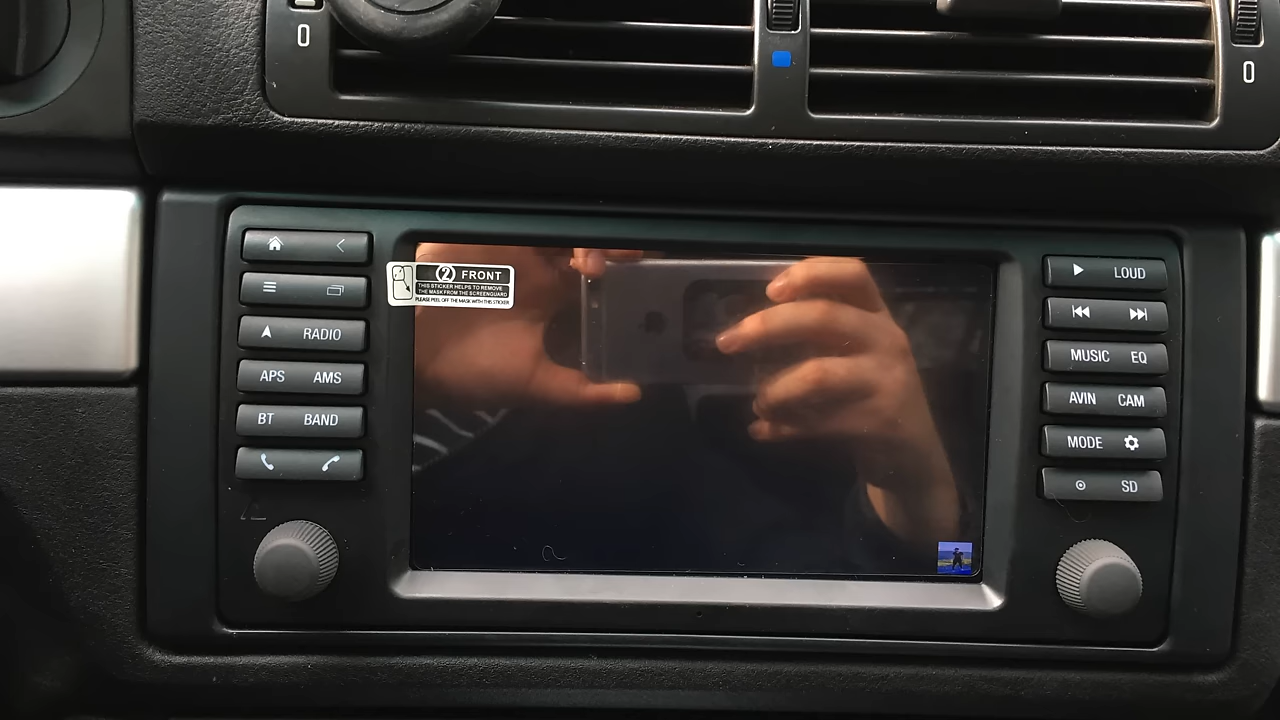 0
0
2 FRONT
THIS STICKER HELPS TO REMOVE
THE MASK FROM THE SCREENGUARD
PLEASE PEEL OFF THE MASK WITH THIS STICKER
RADIO
APS AMS
BT BAND
LOUD
MUSIC EQ
AVIN CAM
MODE
SD